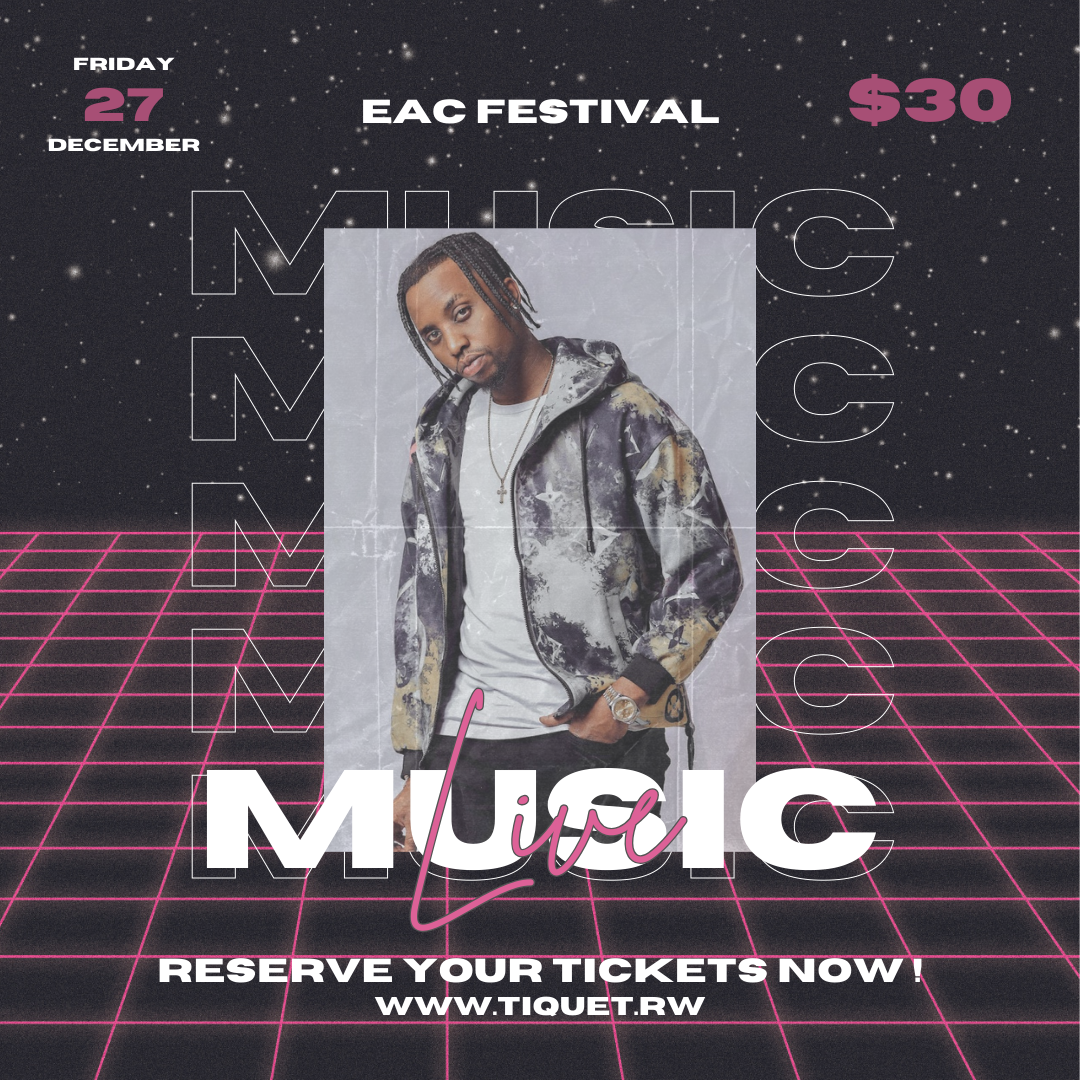 FRIDAY
27
DECEMBER
EAC FESTIVAL
$30
MUSIC
MUSIC
MUSIC
MUSIC
MUSIC
MUSIC
Live
RESERVE YOUR TICKETS NOW !
WWW.TIQUET.RW